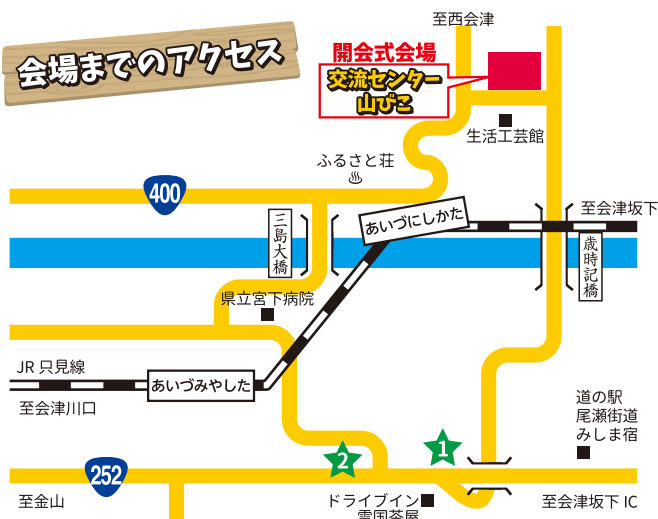 会場までのアクセス
至西会津
開会式会場
交流センター
山びこ
生活工芸館
ふるさと荘
400
至会津坂下
三島大橋
あいづにしかた
歳時記橋
県立宮下病院
JR 只見線
あいづみやした
至会津川口
道の駅
尾瀬街道
みしま宿
1
2
252
至金山
ドライブイン
雪国茶屋
至会津坂下 IC